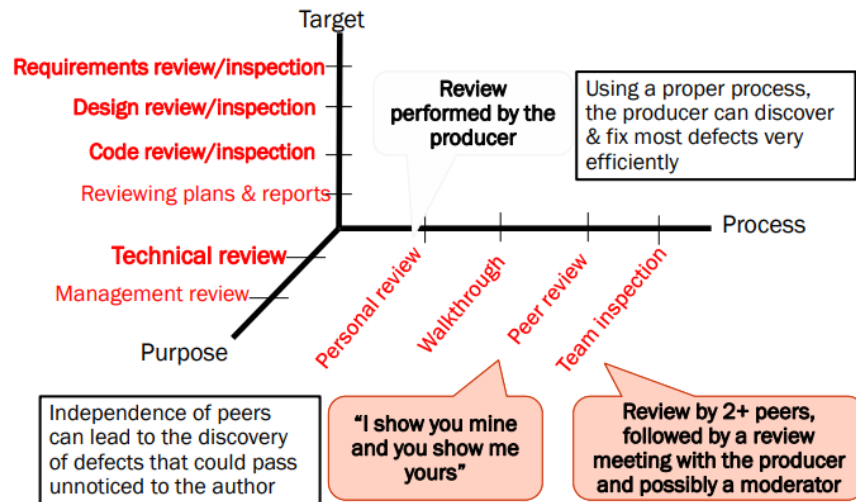 Target
Requirements review/inspection
Design review/inspection
Code review/inspection
Reviewing plans & reports
Review
performed by the
producer
Using a proper process,
the producer can discover
& fix most defects very
efficiently
Process
Technical review
Management review
Purpose
Personal review
Walkthrough
Peer review
Team inspection
Independence of peers
can lead to the discovery
of defects that could pass
unnoticed to the author
“I show you mine
and you show me
yours”
Review by 2+ peers,
followed by a review
meeting with the producer
and possibly a moderator